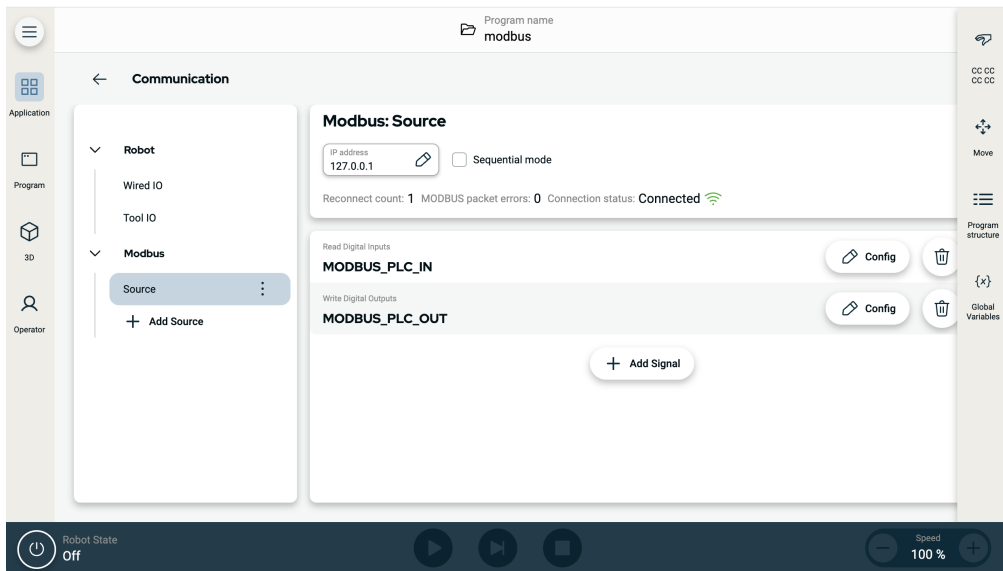 Program name
modbus
Communication
Application
Program
3D
Operator
Robot
Wired IO
Tool IO
Modbus
Source
Add Source
Modbus: Source
IP address
127.0.0.1
Sequential mode
Reconnect count: 1 MODBUS packet errors: 0 Connection status: Connected
Read Digital Inputs
MODBUS_PLC_IN
Config
Write Digital Outputs
MODBUS_PLC_OUT
Config
Add Signal
CC CC
CC CC
Move
Program
structure
{x}
Global
Variables
Robot State
Off
Speed
100 %